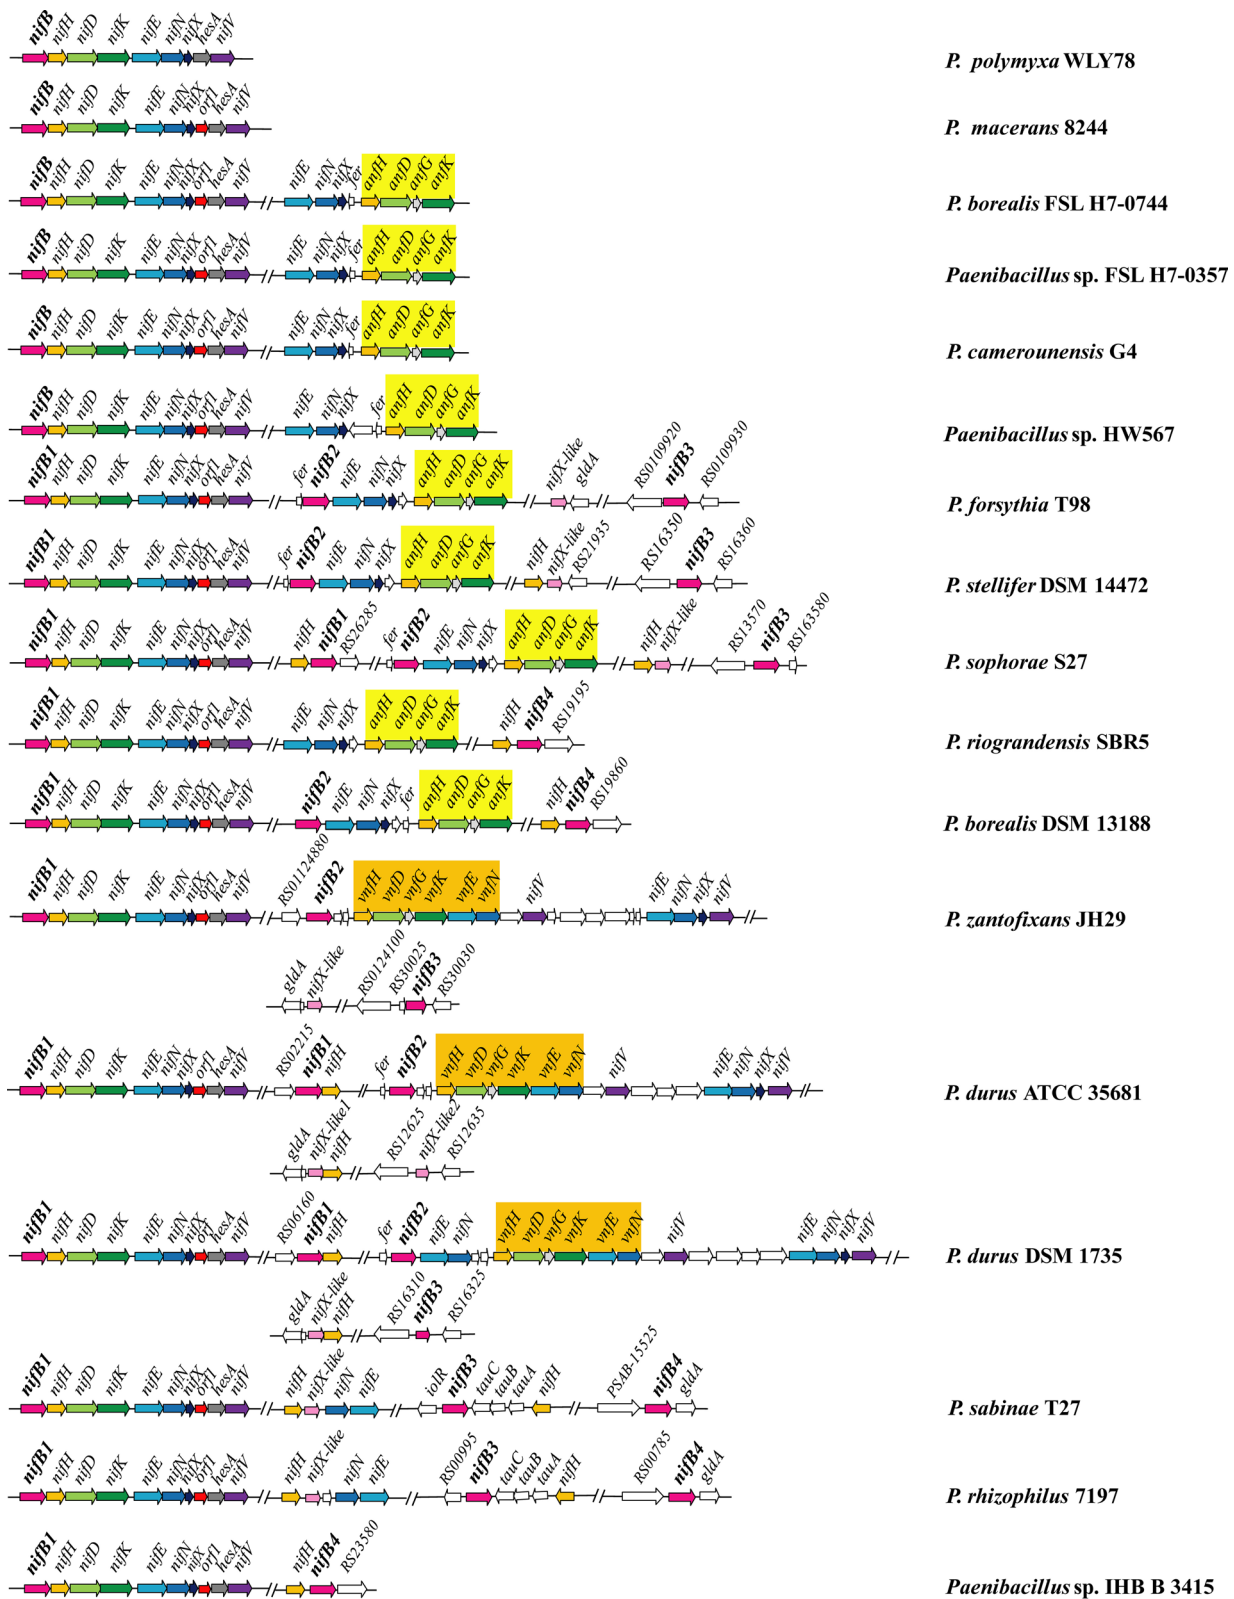 nifB nifH nifD nifK nifE nifN nifX hesA nifV
P. polymyxa WLY78
nifB nifH nifD nifK nifE nifN nifX orf1 hesA nifV
P. macerans 8244
nifB nifH nifD nifK nifE nifN nifX orf1 hesA nifV nifE nifN nifX fer anfH anfD anfG anfK
P. borealis FSL H7-0744
nifB nifH nifD nifK nifE nifN nifX orf1 hesA nifV nifE nifN nifX fer anfH anfD anfG anfK
Paenibacillus sp. FSL H7-0357
nifB nifH nifD nifK nifE nifN nifX orf1 hesA nifV nifE nifN nifX fer anfH anfD anfG anfK
P. camerounensis G4
nifB nifH nifD nifK nifE nifN nifX orf1 hesA nifV nifE nifN nifX fer anfH anfD anfG anfK
Paenibacillus sp. HW567
nifB1 nifH nifD nifK nifE nifN nifX orf1 hesA nifV fer nifB2 nifE nifN nifX anfH anfD anfG anfK nifX-like gldA RS0109920 nifB3 RS0109930
P. forsythia T98
nifB1 nifH nifD nifK nifE nifN nifX orf1 hesA nifV fer nifB2 nifE nifN nifX anfH anfD anfG anfK nifH nifX-like RS21935 RS16350 nifB3 RS16360
P. stellifer DSM 14472
nifB1 nifH nifD nifK nifE nifN nifX orf1 hesA nifV nifH nifB1 RS26285 fer nifB2 nifE nifN nifX anfH anfD anfG anfK nifH nifX-like RS13570 nifB3 RS163580
P. sophorae S27
nifB1 nifH nifD nifK nifE nifN nifX orf1 hesA nifV nifE nifN nifX anfH anfD anfG anfK nifH nifB4 RS19195
P. riograndensis SBR5
nifB1 nifH nifD nifK nifE nifN nifX orf1 hesA nifV nifB2 nifE nifN nifX fer anfH anfD anfG anfK nifH nifB4 RS19860
P. borealis DSM 13188
nifB1 nifH nifD nifK nifE nifN nifX orf1 hesA nifV RS01124880 nifB2 vnfH vnfD vnfG vnfK vnfE vnfN nifV nifE nifN nifX nifV
P. zantofixans JH29
gldA nifX-like RS0124100 RS30025 nifB3 RS30030
nifB1 nifH nifD nifK nifE nifN nifX orf1 hesA nifV RS02215 nifB1 nifH fer nifB2 vnfH vnfD vnfG vnfK vnfE vnfN nifV nifE nifN nifX nifV
P. durus ATCC 35681
gldA nifX-like1 nifH RS12625 nifX-like2 RS12635
nifB1 nifH nifD nifK nifE nifN nifX orf hesA nifV RS06160 nifB1 nifH fer nifB2 nifE nifN vnfH vnfD vnfG vnfK vnfE vnfN nifV nifE nifN nifX nifV
P. durus DSM 1735
gldA nifX-like nifH RS16310 nifB3 RS16325
nifB1 nifH nifD nifK nifE nifN nifX orf1 hesA nifV nifH nifX-like nifN nifE iolR nifB3 tauC tauB tauA nifH PSAB-15525 nifB4 gldA
P. sabinae T27
nifB1 nifH nifD nifK nifE nifN nifX orf1 hesA nifV nifH nifX-like nifN nifE RS00995 nifB3 tauC tauB tauA nifH RS00785 nifB4 gldA
P. rhizophilus 7197
nifB1 nifH nifD nifK nifE nifN nifX orf1 hesA nifV nifH nifB4 RS23580
Paenibacillus sp. IHB B 3415